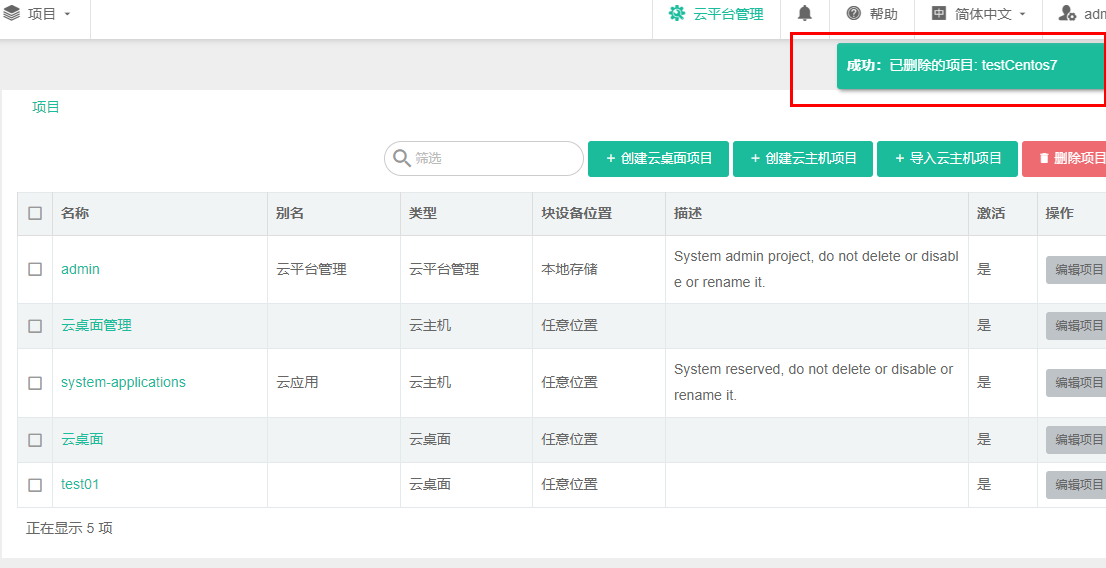 项目
云平台管理
帮助
简体中文
adm
成功: 已删除的项目: testCentos7
项目
筛选
+ 创建云桌面项目
+ 创建云主机项目
+ 导入云主机项目
删除项目
名称 别名 类型 块设备位置 描述 激活 操作
admin 云平台管理 云平台管理 本地存储 System admin project, do not delete or disabl 是 编辑项目
e or rename it.
云桌面管理 云主机 任意位置 是 编辑项目
system-applications 云应用 云主机 任意位置 System reserved, do not delete or disable or 是 编辑项目
rename it.
云桌面 云桌面 任意位置 是 编辑项目
test01 云桌面 任意位置 是 编辑项目
正在显示 5 项